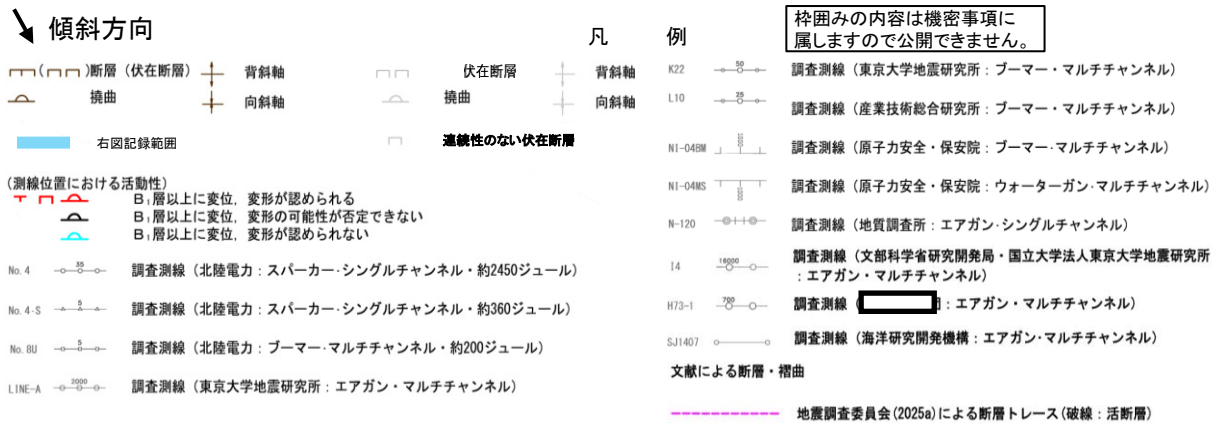 傾斜方向
凡　例
枠囲みの内容は機密事項に
属しますので公開できません。
( )断層（伏在断層）
背斜軸
撓曲
向斜軸
右図記録範囲
伏在断層
背斜軸
撓曲
向斜軸
連続性のない伏在断層
(測線位置における活動性)
B₁層以上に変位，変形が認められる
B₁層以上に変位，変形の可能性が否定できない
B₁層以上に変位，変形が認められない
No.4 35 調査測線（北陸電力：スパーカー・シングルチャンネル・約2450ジュール）
No.4-S 5 調査測線（北陸電力：スパーカー・シングルチャンネル・約360ジュール）
No.8U 5 調査測線（北陸電力：ブーマー・マルチチャンネル・約200ジュール）
LINE-A 2000 調査測線（東京大学地震研究所：エアガン・マルチチャンネル）
K22 50 調査測線（東京大学地震研究所：ブーマー・マルチチャンネル）
L10 25 調査測線（産業技術総合研究所：ブーマー・マルチチャンネル）
NI-04BM 1000 調査測線（原子力安全・保安院：ブーマー・マルチチャンネル）
NI-04MS 1000 調査測線（原子力安全・保安院：ウォーターガン・マルチチャンネル）
N-120 調査測線（地質調査所：エアガン・シングルチャンネル）
I4 16000 調査測線（文部科学省研究開発局・国立大学法人東京大学地震研究所
：エアガン・マルチチャンネル）
H73-1 700 調査測線（ ：エアガン・マルチチャンネル）
SJ1407 調査測線（海洋研究開発機構：エアガン・マルチチャンネル）
文献による断層・褶曲
地震調査委員会(2025a)による断層トレース(破線：活断層)